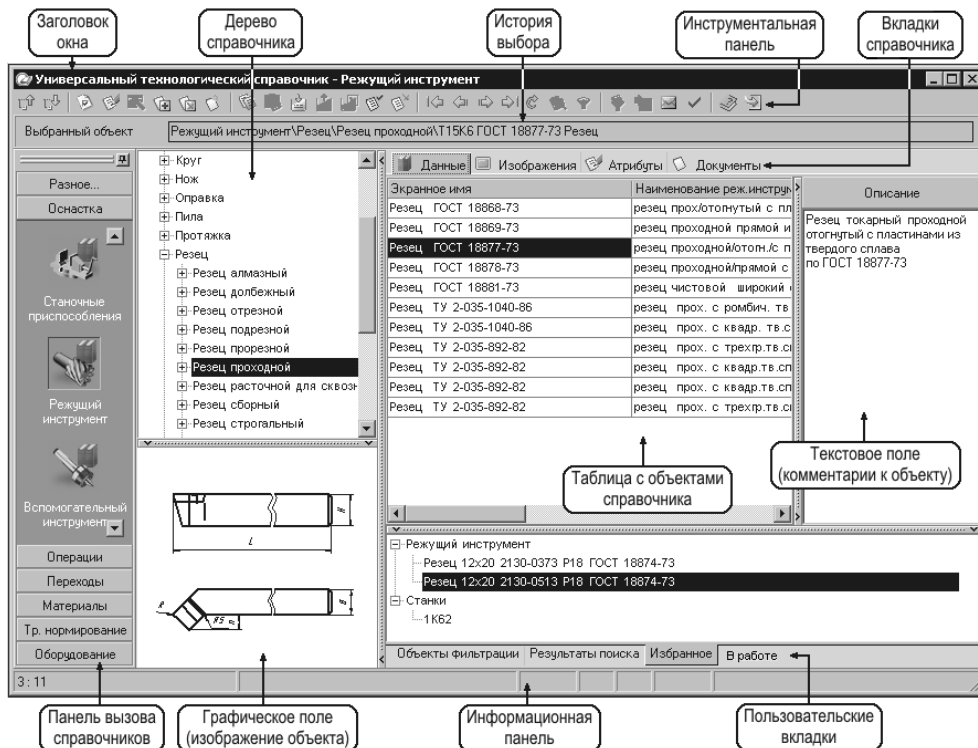 Заголовок
окна
Дерево
справочника
История
выбора
Инструментальная
панель
Вкладки
справочника
Универсальный технологический справочник - Режущий инструмент
Выбранный объект
Режущий инструмент\Резец\Резец проходной\Т15К6 ГОСТ 18877-73 Резец
Разное...
Оснастка
Станочные
приспособления
Режущий
инструмент
Вспомогательный
инструмент
Операции
Переходы
Материалы
Тр. нормирование
Оборудование
Круг
Нож
Оправка
Пила
Протяжка
Резец
Резец алмазный
Резец долбежный
Резец отрезной
Резец подрезной
Резец прорезной
Резец проходной
Резец расточной для сквозн
Резец сборный
Резец строгальный
L
Данные Изображения Атрибуты Документы
Экранное имя Наименование реж.инструм
Резец ГОСТ 18868-73 резец прох/отогнутый с пл
Резец ГОСТ 18869-73 резец проходной прямой и
Резец ГОСТ 18877-73 резец проходной/отогн./с п
Резец ГОСТ 18878-73 резец проходной/прямой с
Резец ГОСТ 18881-73 резец чистовой широкий
Резец ТУ 2-035-1040-86 резец прох. с ромбич. тв
Резец ТУ 2-035-1040-86 резец прох. с квадр. тв.с
Резец ТУ 2-035-892-82 резец прох. с трехгр.тв.сп
Резец ТУ 2-035-892-82 резец прох. с квадр.тв.сп
Резец ТУ 2-035-892-82 резец прох. с квадр.тв.сп
Резец ТУ 2-035-892-82 резец прох. с трехгр.тв.сп
Описание
Резец токарный проходной
отогнутый с пластинами из
твердого сплава
по ГОСТ 18877-73
Таблица с объектами
справочника
Текстовое поле
(комментарии к объекту)
Режущий инструмент
Резец 12х20 2130-0373 Р18 ГОСТ 18874-73
Резец 12х20 2130-0513 Р18 ГОСТ 18874-73
Станки
1К62
Объекты фильтрации Результаты поиска Избранное В работе
3 : 11
Панель вызова
справочников
Графическое поле
(изображение объекта)
Информационная
панель
Пользовательские
вкладки